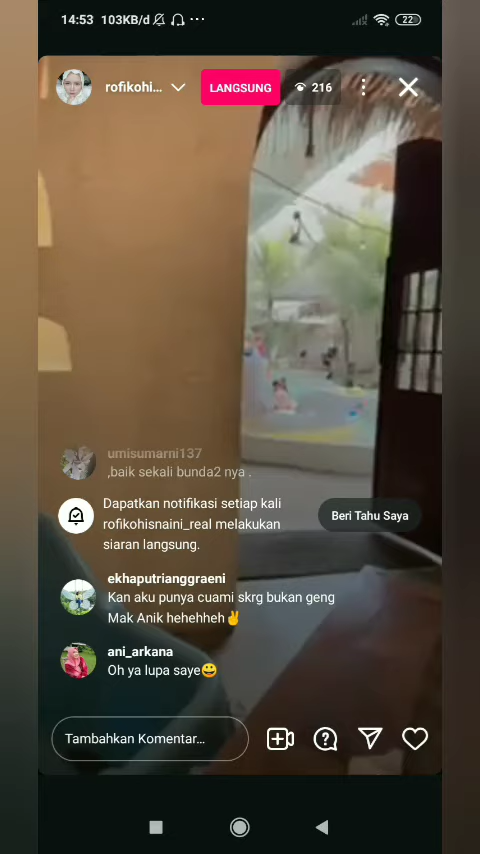 14:53 103KB/d
22
rofikohi...
LANGSUNG
216
umisumarni137
,baik sekali bunda2 nya .
Dapatkan notifikasi setiap kali
rofikohisnaini_real melakukan
siaran langsung.
Beri Tahu Saya
ekhaputrianggraeni
Kan aku punya cuami skrg bukan geng
Mak Anik hehehheh✌
ani_arkana
Oh ya lupa saye😀
Tambahkan Komentar...